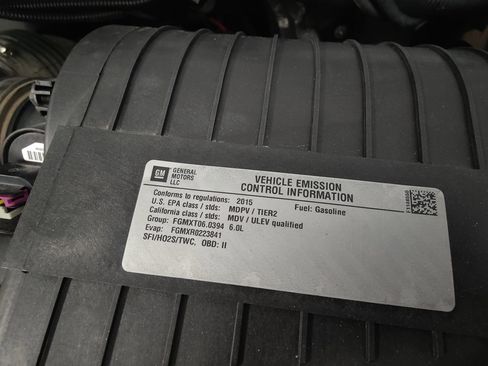 GM
GENERAL
MOTORS
LLC
VEHICLE EMISSION
CONTROL INFORMATION
Conforms to regulations: 2015 Fuel: Gasoline
U.S. EPA class / stds: MDPV / TIER2
California class / stds: MDV / ULEV qualified
Group: FGMXT06.0394 6.0L
Evap: FGMXR0223841
SFI/HO2S/TWC, OBD: II